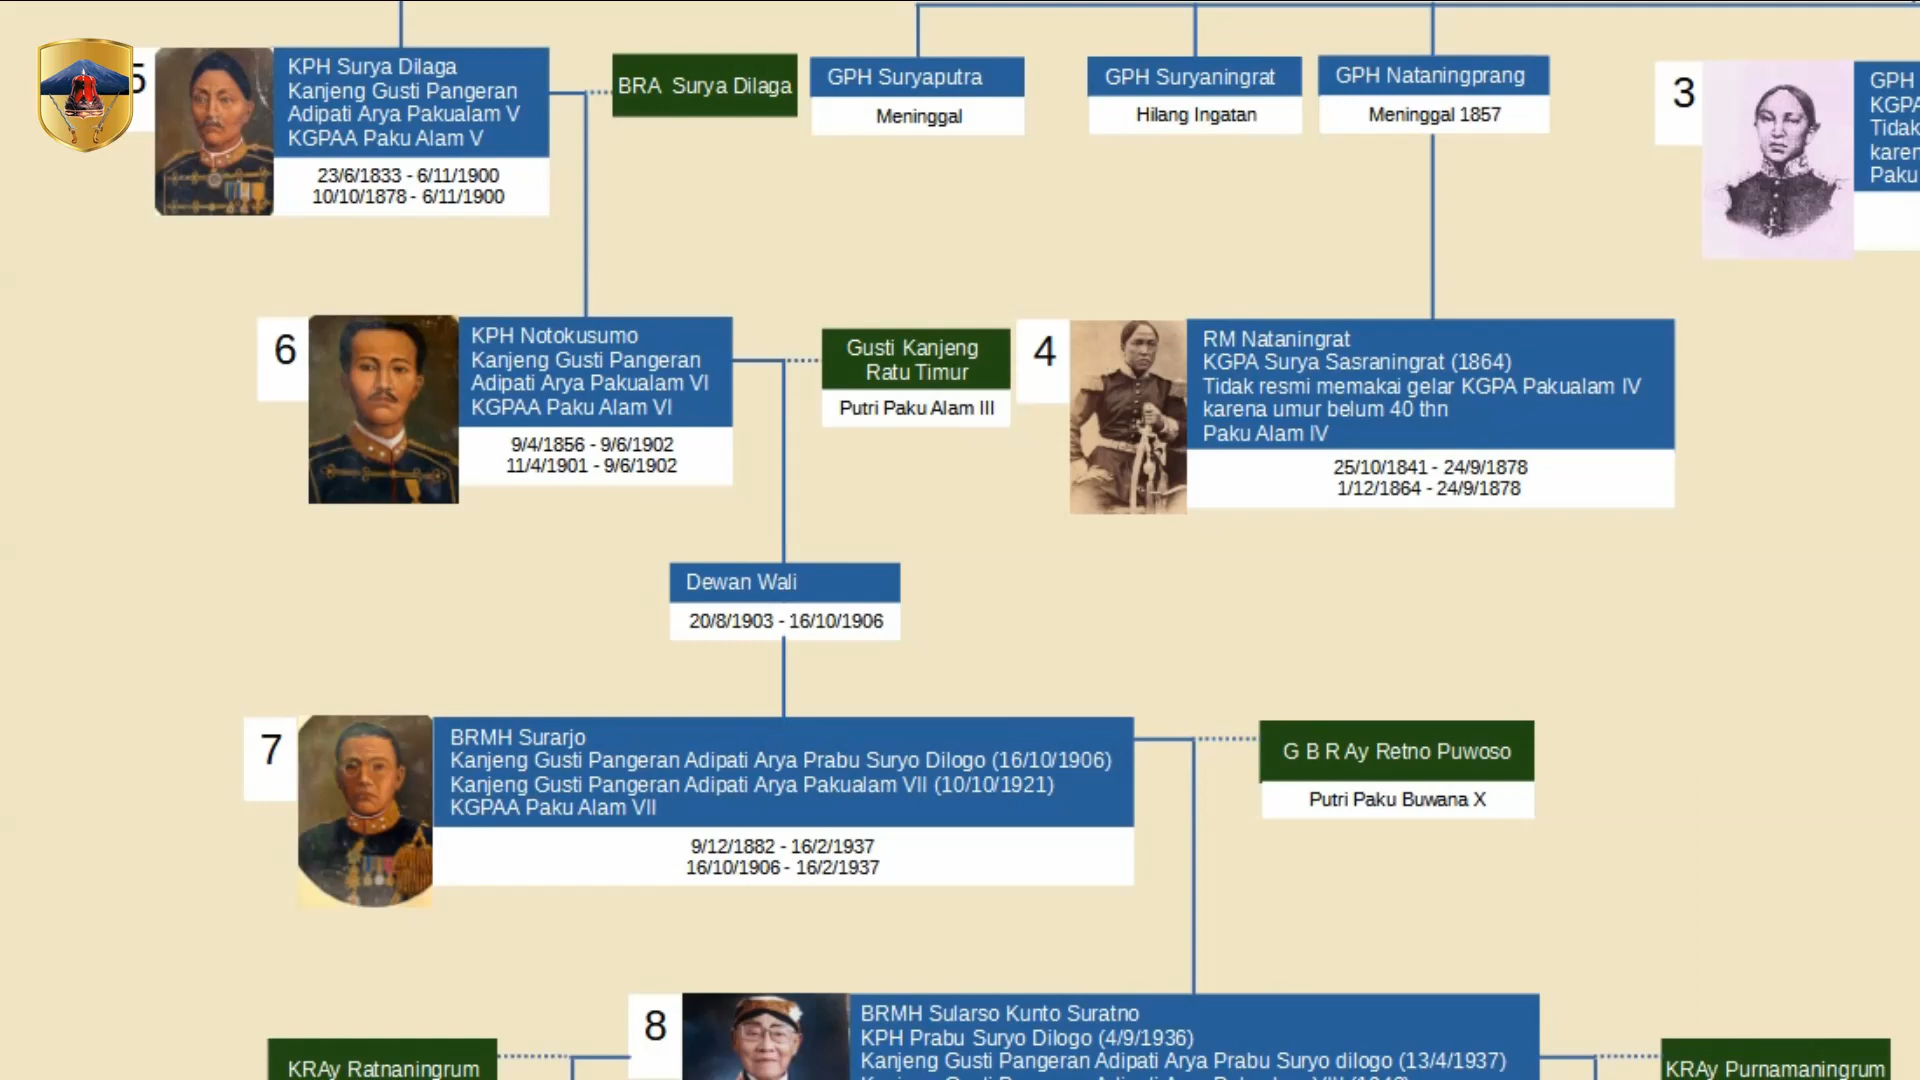 5
KPH Surya Dilaga
Kanjeng Gusti Pangeran
Adipati Arya Pakualam V
KGPAA Paku Alam V
23/6/1833 - 6/11/1900
10/10/1878 - 6/11/1900
BRA Surya Dilaga
GPH Suryaputra
Meninggal
GPH Suryaningrat
Hilang Ingatan
GPH Nataningprang
Meninggal 1857
3
GPH
KGPA
Tidak
karen
Paku
6
KPH Notokusumo
Kanjeng Gusti Pangeran
Adipati Arya Pakualam VI
KGPAA Paku Alam VI
9/4/1856 - 9/6/1902
11/4/1901 - 9/6/1902
Gusti Kanjeng
Ratu Timur
Putri Paku Alam III
4
RM Nataningrat
KGPA Surya Sasraningrat (1864)
Tidak resmi memakai gelar KGPA Pakualam IV
karena umur belum 40 thn
Paku Alam IV
25/10/1841 - 24/9/1878
1/12/1864 - 24/9/1878
Dewan Wali
20/8/1903 - 16/10/1906
7
BRMH Surarjo
Kanjeng Gusti Pangeran Adipati Arya Prabu Suryo Dilogo (16/10/1906)
Kanjeng Gusti Pangeran Adipati Arya Pakualam VII (10/10/1921)
KGPAA Paku Alam VII
9/12/1882 - 16/2/1937
16/10/1906 - 16/2/1937
G B R Ay Retno Puwoso
Putri Paku Buwana X
KRAy Ratnaningrum
8
BRMH Sularso Kunto Suratno
KPH Prabu Suryo Dilogo (4/9/1936)
Kanjeng Gusti Pangeran Adipati Arya Prabu Suryo dilogo (13/4/1937)
KRAy Purnamaningrum